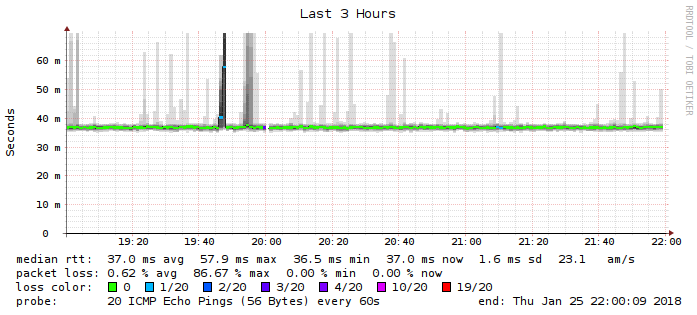 Last 3 Hours
RRDTOOL / TOBI OETIKER
Seconds
60 m
50 m
40 m
30 m
20 m
10 m
0
19:20 19:40 20:00 20:20 20:40 21:00 21:20 21:40 22:00
median rtt: 37.0 ms avg 57.9 ms max 36.5 ms min 37.0 ms now 1.6 ms sd 23.1 am/s
packet loss: 0.62 % avg 86.67 % max 0.00 % min 0.00 % now
loss color: 0 1/20 2/20 3/20 4/20 10/20 19/20
probe: 20 ICMP Echo Pings (56 Bytes) every 60s end: Thu Jan 25 22:00:09 2018